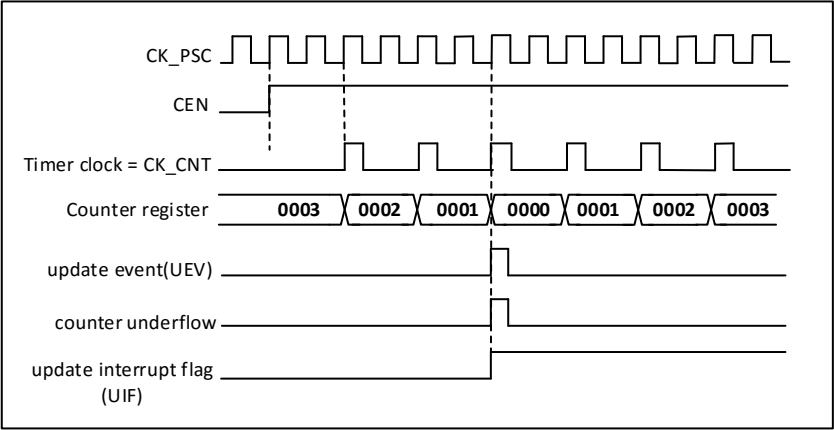 CK_PSC
CEN
Timer clock = CK_CNT
Counter register 0003 0002 0001 0000 0001 0002 0003
update event(UEV)
counter underflow
update interrupt flag
(UIF)